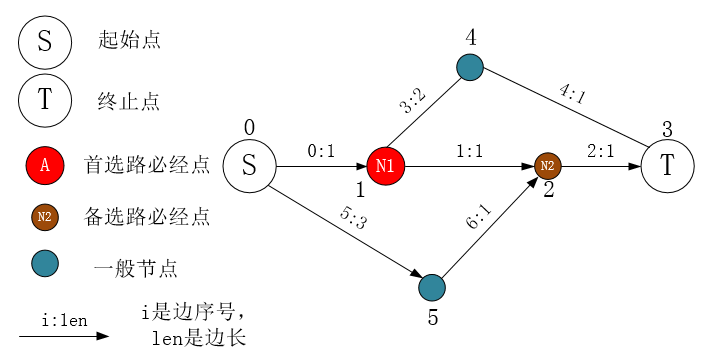 S 起始点
T 终止点
A 首选路必经点
N2 备选路必经点
一般节点
i:len
i是边序号，
len是边长
4
3:2
4:1
0
3
S
0:1
N1
1:1
N2
2:1
T
1
2
5:3
6:1
5